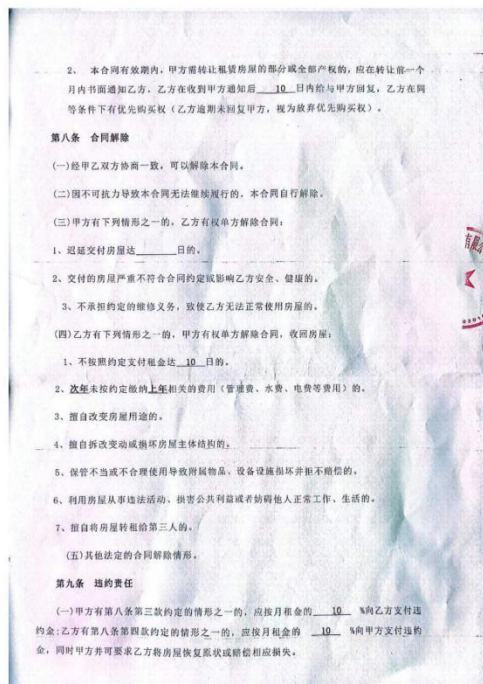 2、 本合同有效期内，甲方需转让租赁房屋的部分或全部产权的，应在转让前一个
月内书面通知乙方，乙方在收到甲方通知后 10 日内给与甲方回复，乙方在同
等条件下有优先购买权（乙方逾期未回复甲方，视为放弃优先购买权）。
第八条 合同解除
(一)经甲乙双方协商一致，可以解除本合同。
(二)因不可抗力导致本合同无法继续履行的，本合同自行解除。
(三)甲方有下列情形之一的，乙方有权单方解除合同：
1、迟延交付房屋达______日的。
2、交付的房屋严重不符合合同约定或影响乙方安全、健康的。
3、不承担约定的维修义务，致使乙方无法正常使用房屋的。
(四)乙方有下列情形之一的，甲方有权单方解除合同，收回房屋：
1、不按照约定支付租金达 10 日的。
2、次年未按约定缴纳上年相关的费用（管理费、水费、电费等费用）的。
3、擅自改变房屋用途的。
4、擅自拆改变动或损坏房屋主体结构的。
5、保管不当或不合理使用导致附属物品、设备设施损坏并拒不赔偿的。
6、利用房屋从事违法活动、损害公共利益或者妨碍他人正常工作、生活的。
7、擅自将房屋转租给第三人的。
(五)其他法定的合同解除情形。
第九条 违约责任
(一)甲方有第八条第三款约定的情形之一的，应按月租金的 10 %向乙方支付违
约金；乙方有第八条第四款约定的情形之一的，应按月租金的 10 %向甲方支付违约
金，同时甲方并可要求乙方将房屋恢复原状或赔偿相应损失。
有限公